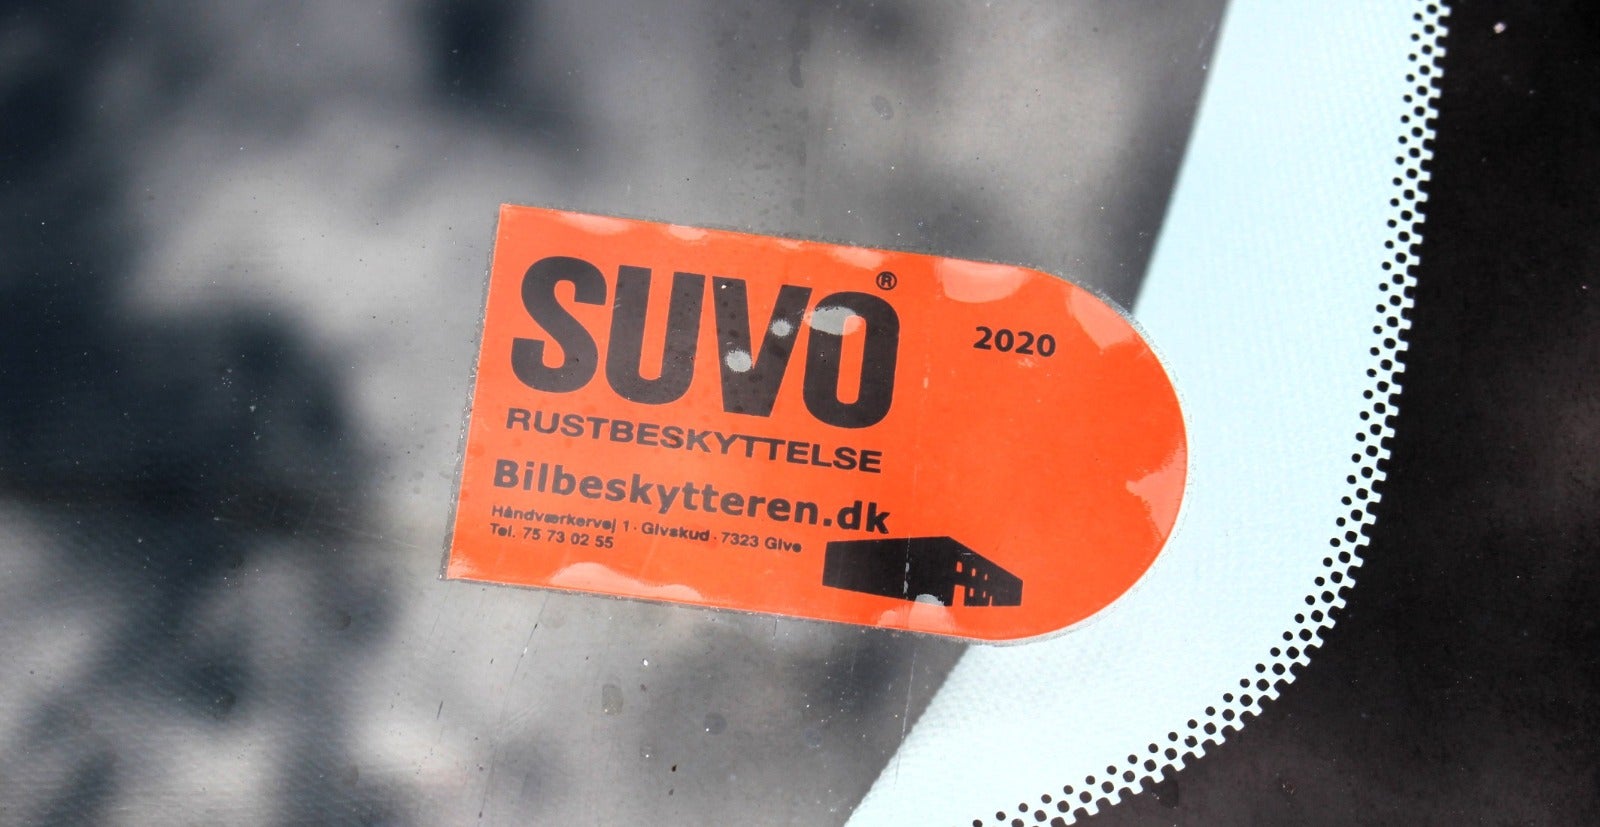 SUVO®
2020
RUSTBESKYTTELSE
Bilbeskytteren.dk
Håndværkervej 1 · Givskud · 7323 Give
Tel. 75 73 02 55